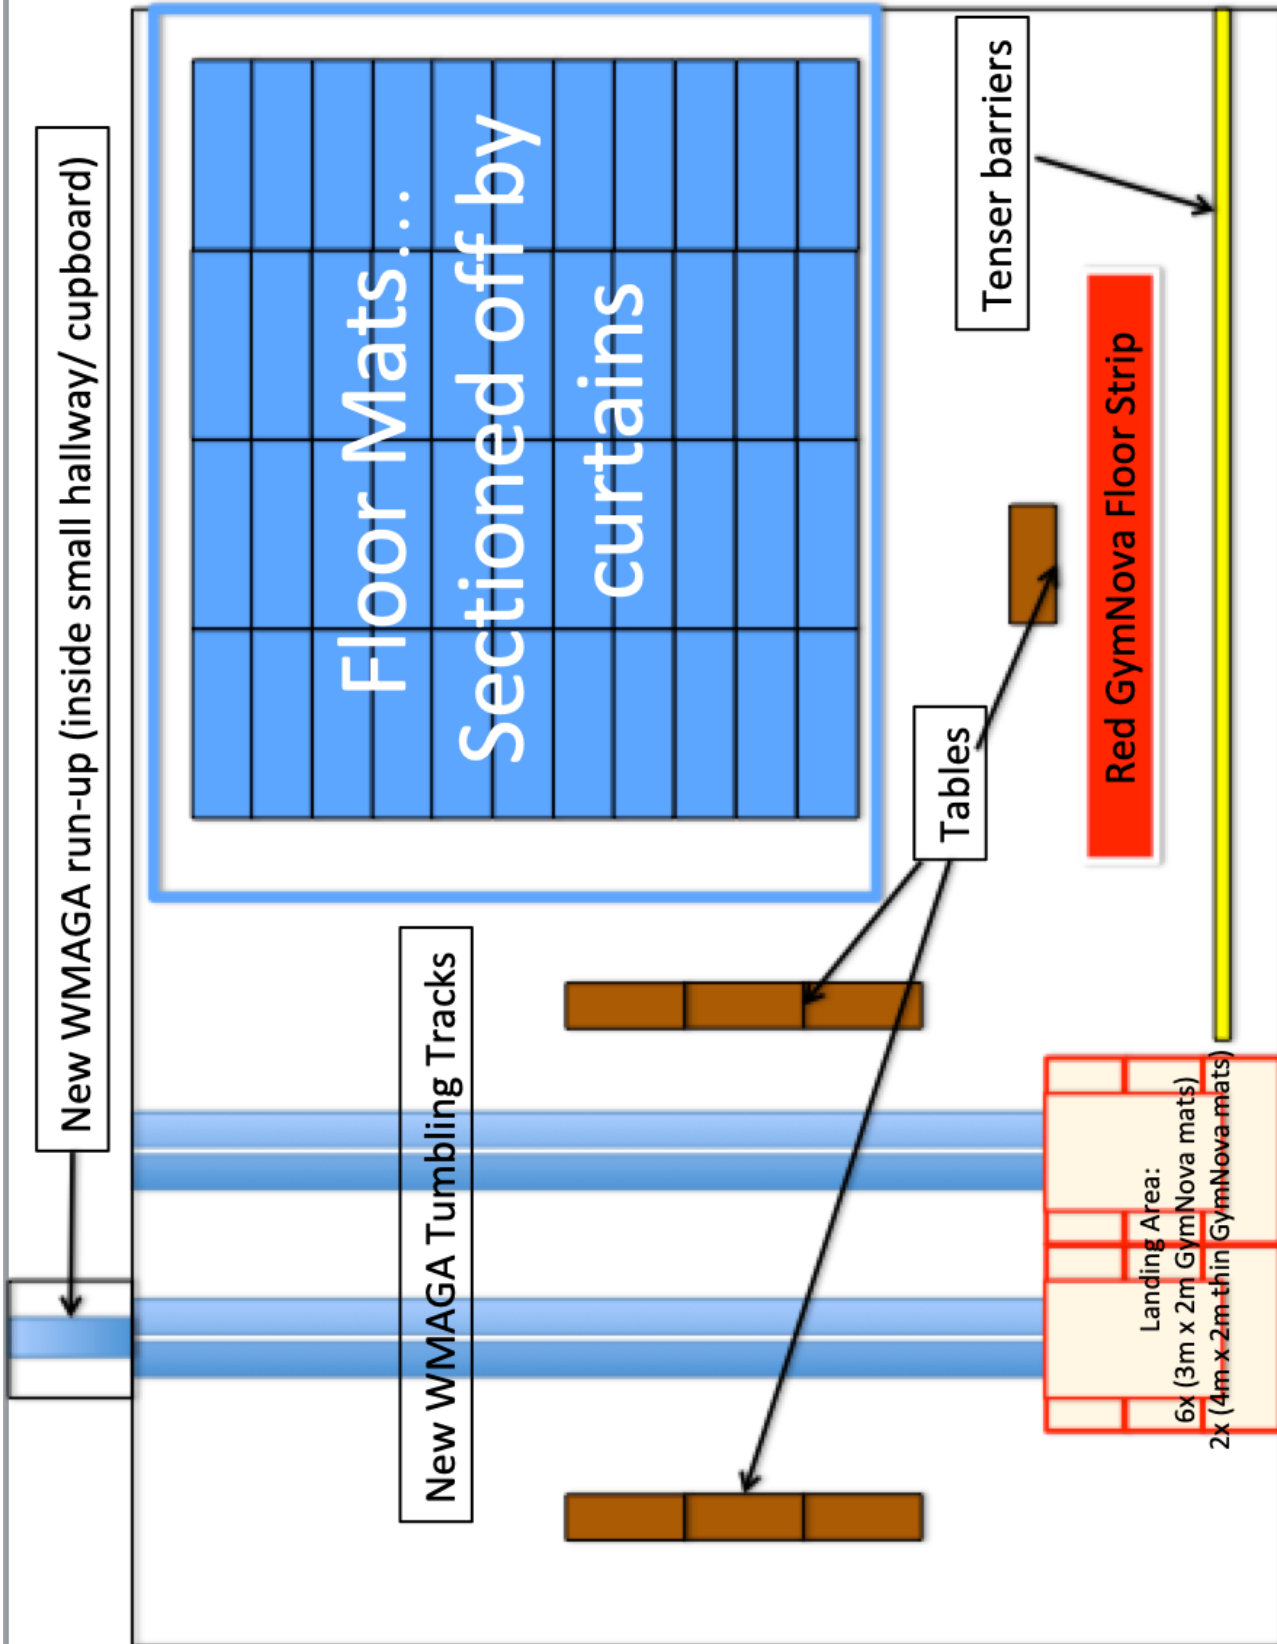 New WMAGA run-up (inside small hallway/ cupboard)
Floor Mats...
Sectioned off by
curtains
New WMAGA Tumbling Tracks
Tables
Tenser barriers
Red GymNova Floor Strip
Landing Area:
6x (3m x 2m GymNova mats)
2x (4m x 2m thin GymNova mats)